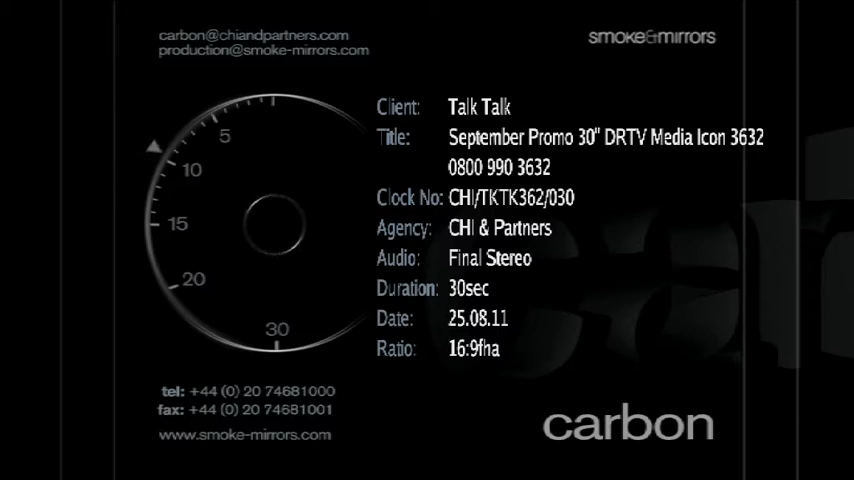 carbon@chiandpartners.com
production@smoke-mirrors.com
smoke&mirrors
Client: Talk Talk
Title: September Promo 30" DRTV Media Icon 3632
0800 990 3632
Clock No: CHI/TKTK362/030
Agency: CHI & Partners
Audio: Final Stereo
Duration: 30sec
Date: 25.08.11
Ratio: 16:9fha
5
10
15
20
30
tel: +44 (0) 20 74681000
fax: +44 (0) 20 74681001
www.smoke-mirrors.com
carbon